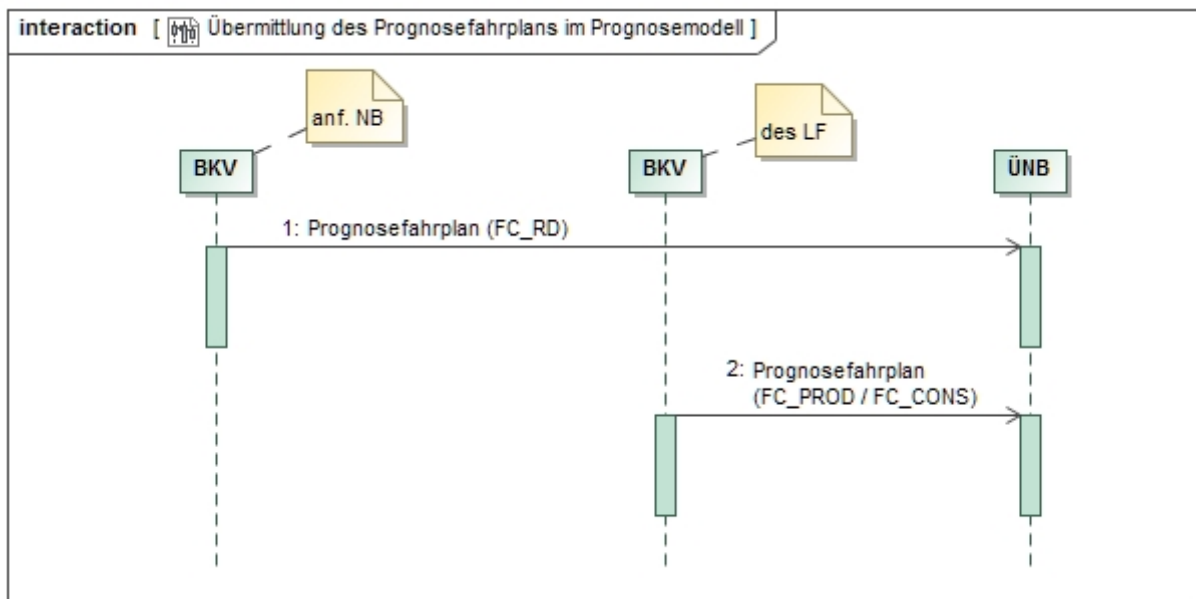 interaction [ Übermittlung des Prognosefahrplans im Prognosemodell ]
anf. NB
des LF
BKV
BKV
ÜNB
1: Prognosefahrplan (FC_RD)
2: Prognosefahrplan
(FC_PROD / FC_CONS)